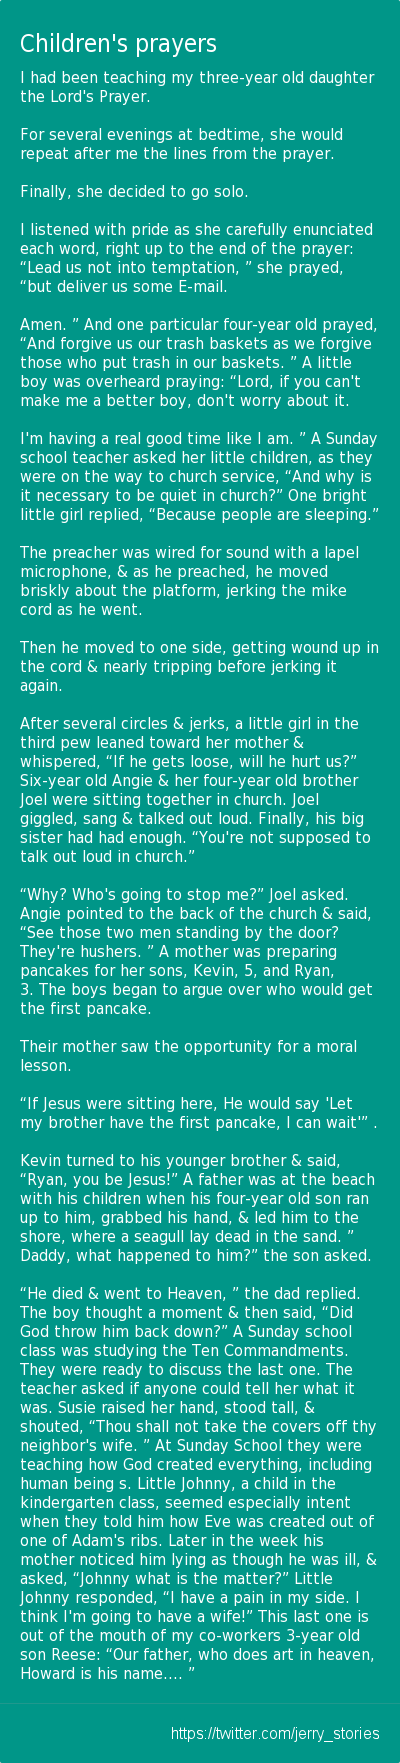 Children's prayers
I had been teaching my three-year old daughter
the Lord's Prayer.
For several evenings at bedtime, she would
repeat after me the lines from the prayer.
Finally, she decided to go solo.
I listened with pride as she carefully enunciated
each word, right up to the end of the prayer:
“Lead us not into temptation, ” she prayed,
“but deliver us some E-mail.
Amen. ” And one particular four-year old prayed,
“And forgive us our trash baskets as we forgive
those who put trash in our baskets. ” A little
boy was overheard praying: “Lord, if you can't
make me a better boy, don't worry about it.
I'm having a real good time like I am. ” A Sunday
school teacher asked her little children, as they
were on the way to church service, “And why is
it necessary to be quiet in church?” One bright
little girl replied, “Because people are sleeping.”
The preacher was wired for sound with a lapel
microphone, & as he preached, he moved
briskly about the platform, jerking the mike
cord as he went.
Then he moved to one side, getting wound up in
the cord & nearly tripping before jerking it
again.
After several circles & jerks, a little girl in the
third pew leaned toward her mother &
whispered, “If he gets loose, will he hurt us?”
Six-year old Angie & her four-year old brother
Joel were sitting together in church. Joel
giggled, sang & talked out loud. Finally, his big
sister had had enough. “You're not supposed to
talk out loud in church.”
“Why? Who's going to stop me?” Joel asked.
Angie pointed to the back of the church & said,
“See those two men standing by the door?
They're hushers. ” A mother was preparing
pancakes for her sons, Kevin, 5, and Ryan,
3. The boys began to argue over who would get
the first pancake.
Their mother saw the opportunity for a moral
lesson.
“If Jesus were sitting here, He would say 'Let
my brother have the first pancake, I can wait'” .
Kevin turned to his younger brother & said,
“Ryan, you be Jesus!” A father was at the beach
with his children when his four-year old son ran
up to him, grabbed his hand, & led him to the
shore, where a seagull lay dead in the sand. ”
Daddy, what happened to him?” the son asked.
“He died & went to Heaven, ” the dad replied.
The boy thought a moment & then said, “Did
God throw him back down?” A Sunday school
class was studying the Ten Commandments.
They were ready to discuss the last one. The
teacher asked if anyone could tell her what it
was. Susie raised her hand, stood tall, &
shouted, “Thou shall not take the covers off thy
neighbor's wife. ” At Sunday School they were
teaching how God created everything, including
human being s. Little Johnny, a child in the
kindergarten class, seemed especially intent
when they told him how Eve was created out of
one of Adam's ribs. Later in the week his
mother noticed him lying as though he was ill, &
asked, “Johnny what is the matter?” Little
Johnny responded, “I have a pain in my side. I
think I'm going to have a wife!” This last one is
out of the mouth of my co-workers 3-year old
son Reese: “Our father, who does art in heaven,
Howard is his name.... ”
https://twitter.com/jerry_stories